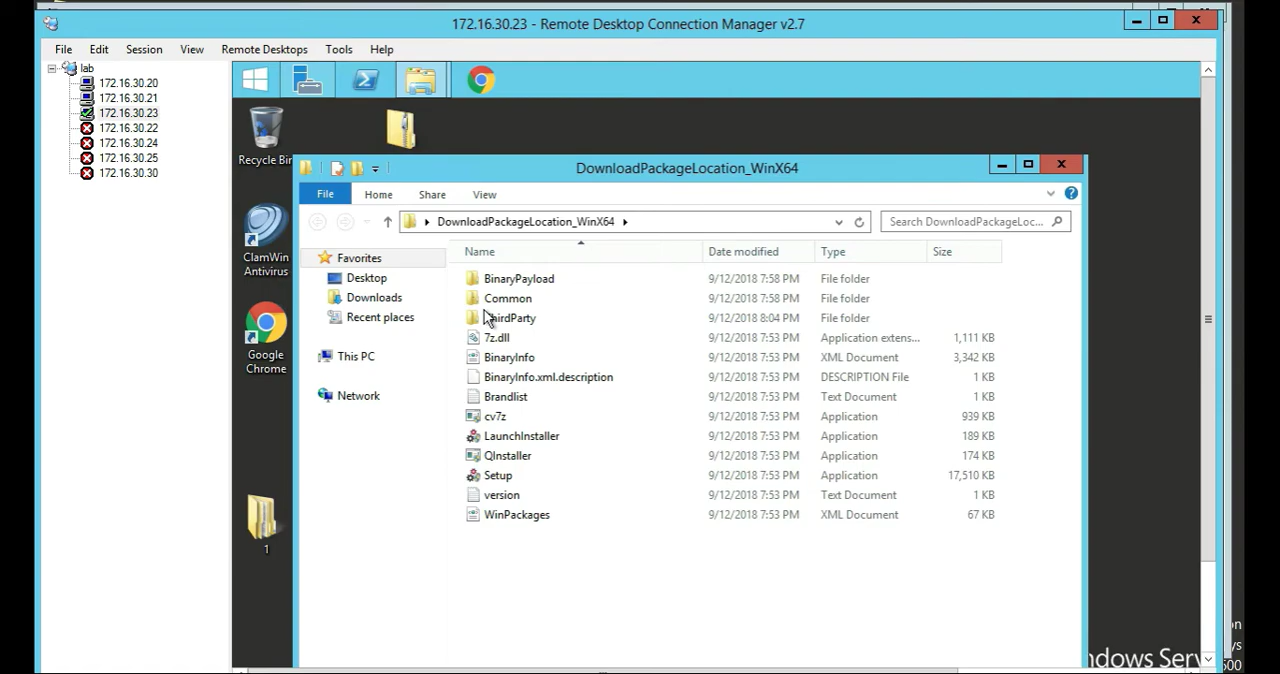 172.16.30.23 - Remote Desktop Connection Manager v2.7
File Edit Session View Remote Desktops Tools Help
lab
172.16.30.20
172.16.30.21
172.16.30.23
172.16.30.22
172.16.30.24
172.16.30.25
172.16.30.30
Recycle Bin
ClamWin
Antivirus
Google
Chrome
1
DownloadPackageLocation_WinX64
File Home Share View
DownloadPackageLocation_WinX64
Search DownloadPackageLoc...
Favorites
Desktop
Downloads
Recent places
This PC
Network
Name Date modified Type Size
BinaryPayload 9/12/2018 7:58 PM File folder
Common 9/12/2018 7:58 PM File folder
ThirdParty 9/12/2018 8:04 PM File folder
7z.dll 9/12/2018 7:53 PM Application extens... 1,111 KB
BinaryInfo 9/12/2018 7:53 PM XML Document 3,342 KB
BinaryInfo.xml.description 9/12/2018 7:53 PM DESCRIPTION File 1 KB
Brandlist 9/12/2018 7:53 PM Text Document 1 KB
cv7z 9/12/2018 7:53 PM Application 939 KB
LaunchInstaller 9/12/2018 7:53 PM Application 189 KB
QInstaller 9/12/2018 7:53 PM Application 174 KB
Setup 9/12/2018 7:53 PM Application 17,510 KB
version 9/12/2018 7:53 PM Text Document 1 KB
WinPackages 9/12/2018 7:53 PM XML Document 67 KB
ndows Serv
on
ys
500